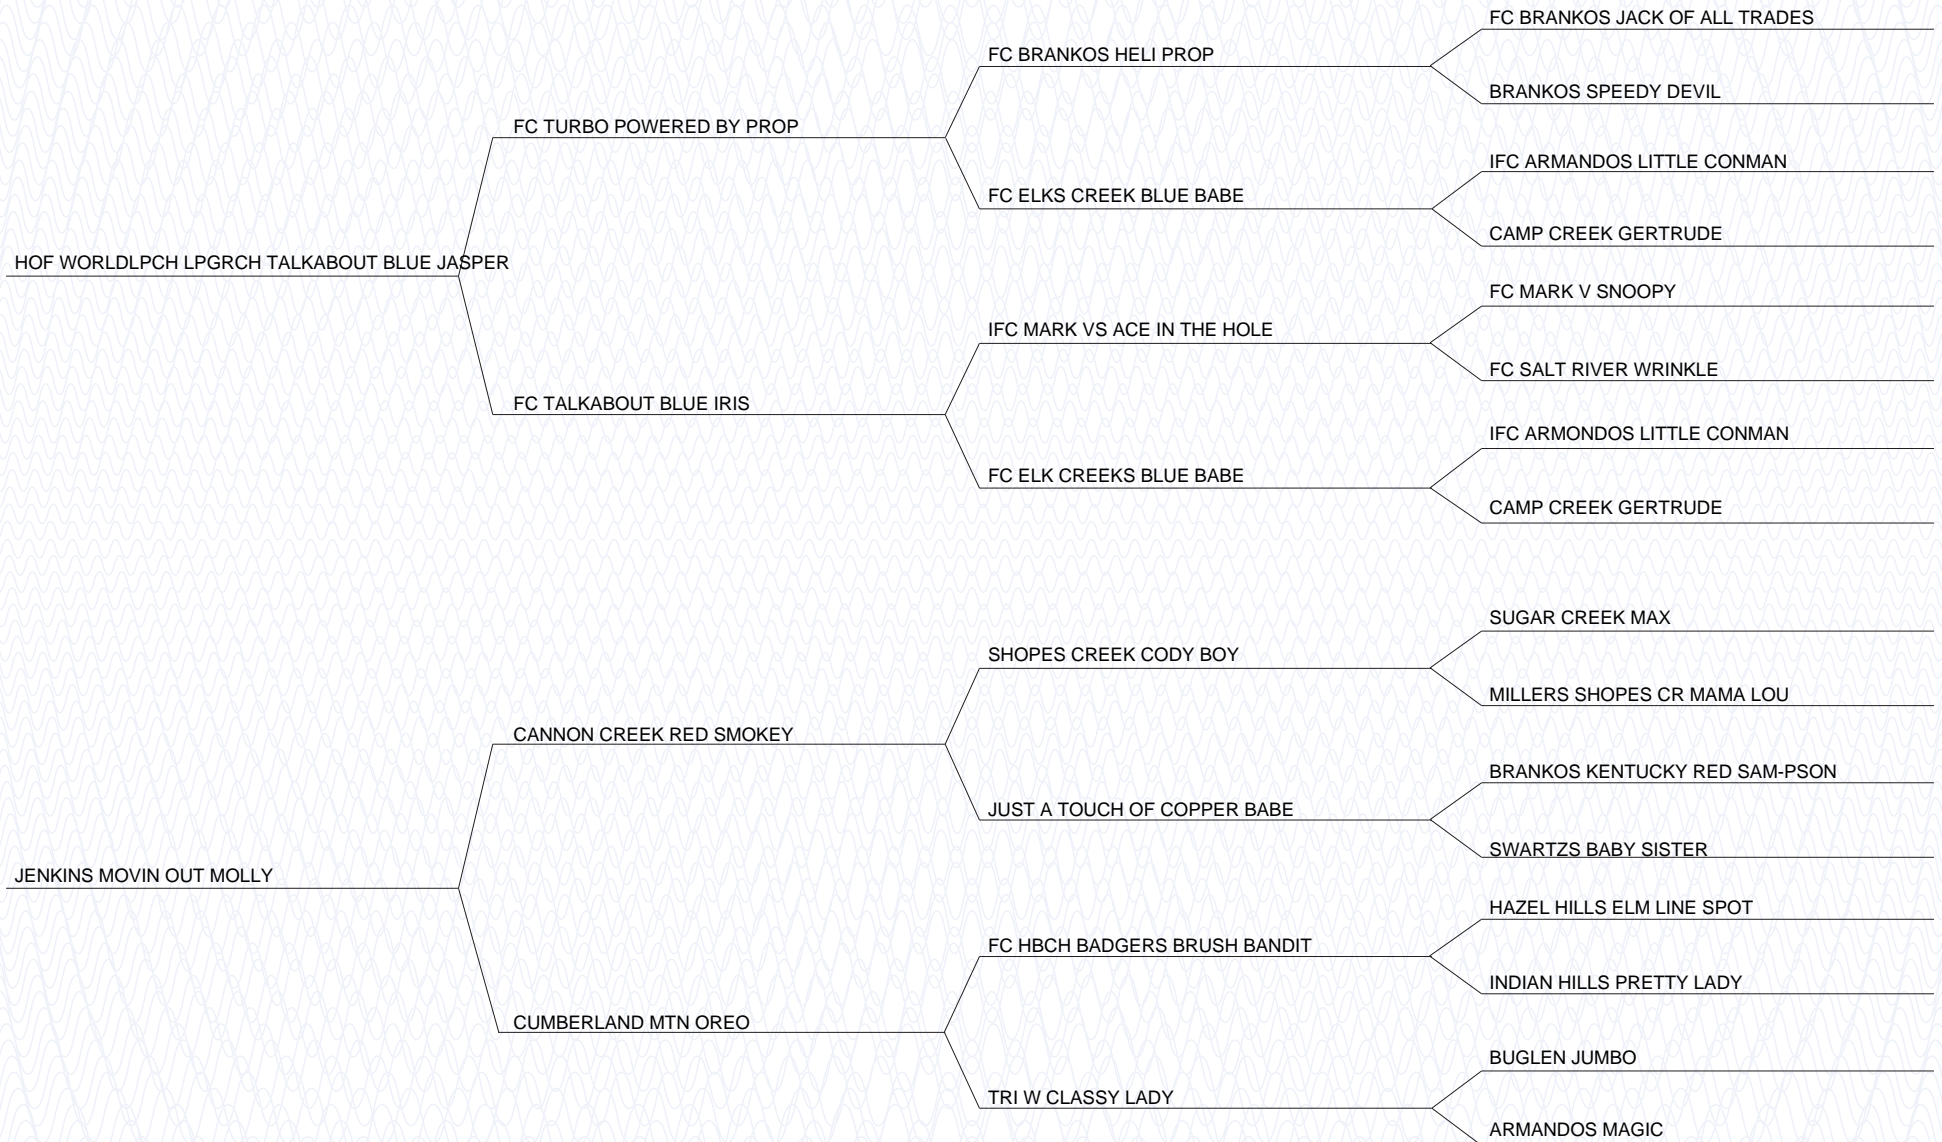 FC BRANKOS JACK OF ALL TRADES
FC BRANKOS HELI PROP
BRANKOS SPEEDY DEVIL
FC TURBO POWERED BY PROP
IFC ARMANDOS LITTLE CONMAN
FC ELKS CREEK BLUE BABE
CAMP CREEK GERTRUDE
HOF WORLDLPCH LPGRCH TALKABOUT BLUE JASPER
FC MARK V SNOOPY
IFC MARK VS ACE IN THE HOLE
FC SALT RIVER WRINKLE
FC TALKABOUT BLUE IRIS
IFC ARMONDOS LITTLE CONMAN
FC ELK CREEKS BLUE BABE
CAMP CREEK GERTRUDE
SUGAR CREEK MAX
SHOPES CREEK CODY BOY
MILLERS SHOPES CR MAMA LOU
CANNON CREEK RED SMOKEY
BRANKOS KENTUCKY RED SAM-PSON
JUST A TOUCH OF COPPER BABE
SWARTZS BABY SISTER
JENKINS MOVIN OUT MOLLY
HAZEL HILLS ELM LINE SPOT
FC HBCH BADGERS BRUSH BANDIT
INDIAN HILLS PRETTY LADY
CUMBERLAND MTN OREO
BUGLEN JUMBO
TRI W CLASSY LADY
ARMANDOS MAGIC